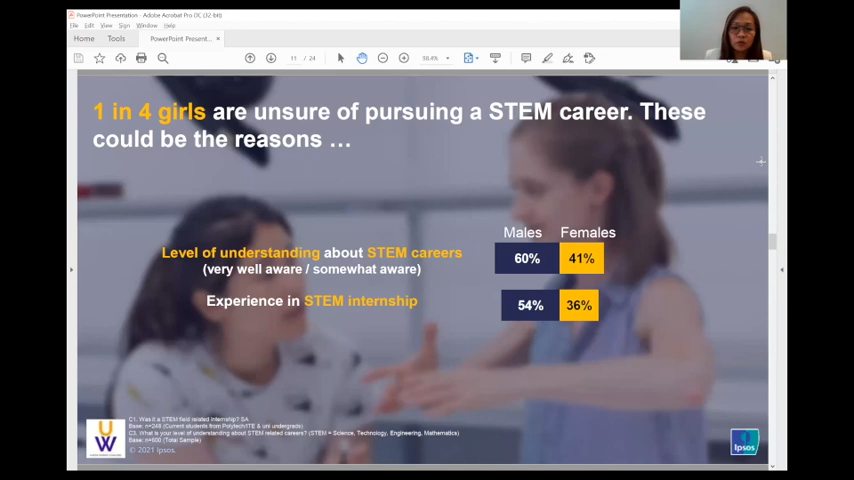 PowerPoint Presentation - Adobe Acrobat Pro DC (32-bit)
File Edit View Sign Window Help
Home Tools PowerPoint Present... ×
11 / 24 98.4%
1 in 4 girls are unsure of pursuing a STEM career. These
could be the reasons …
Males Females
Level of understanding about STEM careers
(very well aware / somewhat aware)
60% 41%
Experience in STEM internship
54% 36%
C1. Was it a STEM field related internship? SA
Base: n=248 (Current students from Polytech/ITE & uni undergrads)
C3. What is your level of understanding about STEM related careers? (STEM = Science, Technology, Engineering, Mathematics)
Base: n=600 (Total Sample)
© 2021 Ipsos.
UW
Ipsos